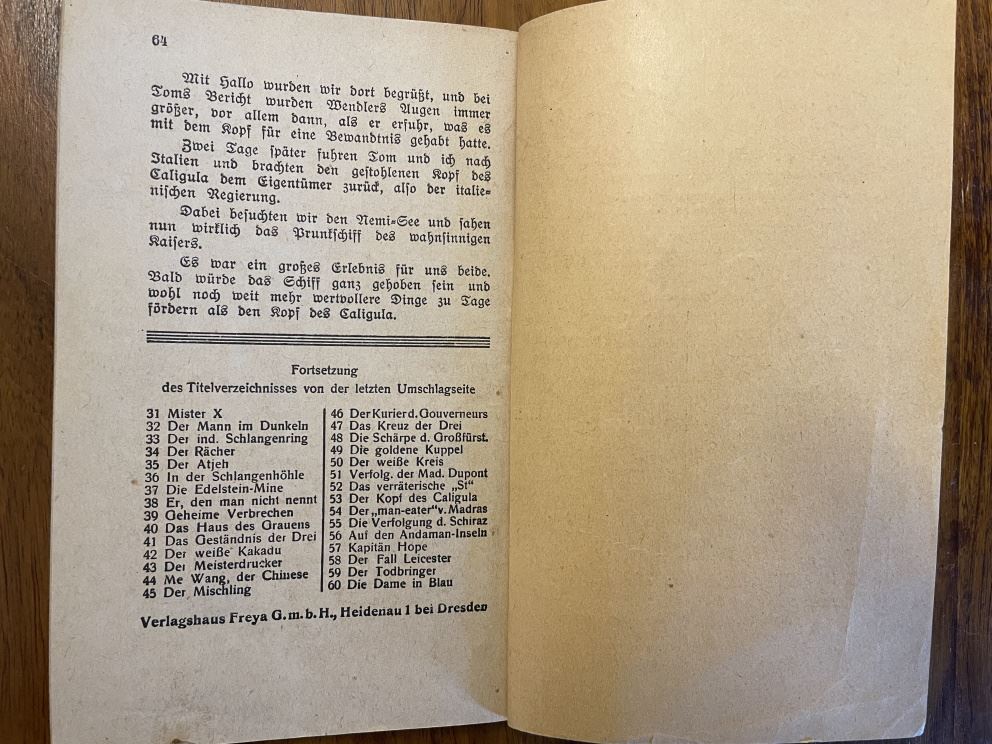 64
Mit Hallo wurden wir dort begrüßt, und bei
Toms Bericht wurden Wendlers Augen immer
größer, vor allem dann, als er erfuhr, was es
mit dem Kopf für eine Bewandtnis gehabt hatte.
Zwei Tage später fuhren Tom und ich nach
Italien und brachten den gestohlenen Kopf des
Caligula dem Eigentümer zurück, also der italie-
nischen Regierung.
Dabei besuchten wir den Nemi-See und sahen
nun wirklich das Prunkschiff des wahnsinnigen
Kaisers.
Es war ein großes Erlebnis für uns beide.
Bald würde das Schiff ganz gehoben sein und
wohl noch weit mehr wertvollere Dinge zu Tage
fördern als den Kopf des Caligula.
Fortsetzung
des Titelverzeichnisses von der letzten Umschlagseite
31 Mister X
32 Der Mann im Dunkeln
33 Der ind. Schlangenring
34 Der Rächer
35 Der Atjeh
36 In der Schlangenhöhle
37 Die Edelstein-Mine
38 Er, den man nicht nennt
39 Geheime Verbrechen
40 Das Haus des Grauens
41 Das Geständnis der Drei
42 Der weiße Kakadu
43 Der Meisterdrucker
44 Me Wang, der Chinese
45 Der Mischling
46 Der Kurier d. Gouverneurs
47 Das Kreuz der Drei
48 Die Schärpe d. Großfürst.
49 Die goldene Kuppel
50 Der weiße Kreis
51 Verfolg. der Mad. Dupont
52 Das verräterische „St“
53 Der Kopf des Caligula
54 Der „man-eater“ v. Madras
55 Die Verfolgung d. Schiraz
56 Auf den Andaman-Inseln
57 Kapitän Hope
58 Der Fall Leicester
59 Der Todbringer
60 Die Dame in Blau
Verlagshaus Freya G.m.b.H., Heidenau 1 bei Dresden